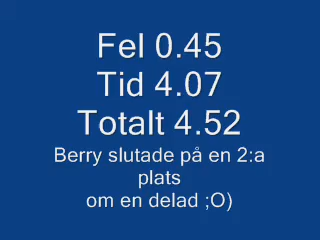 Fel 0.45
Tid 4.07
Totalt 4.52
Berry slutade på en 2:a
plats
om en delad ;O)